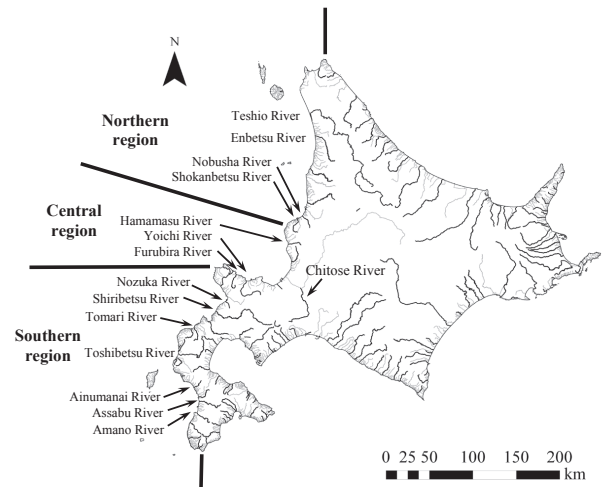 N
Northern
region
Teshio River
Enbetsu River
Nobusha River
Shokanbetsu River
Central
region
Hamamasu River
Yoichi River
Furubira River
Chitose River
Nozuka River
Shiribetsu River
Tomari River
Southern
region
Toshibetsu River
Ainumanai River
Assabu River
Amano River
0 25 50 100 150 200
km